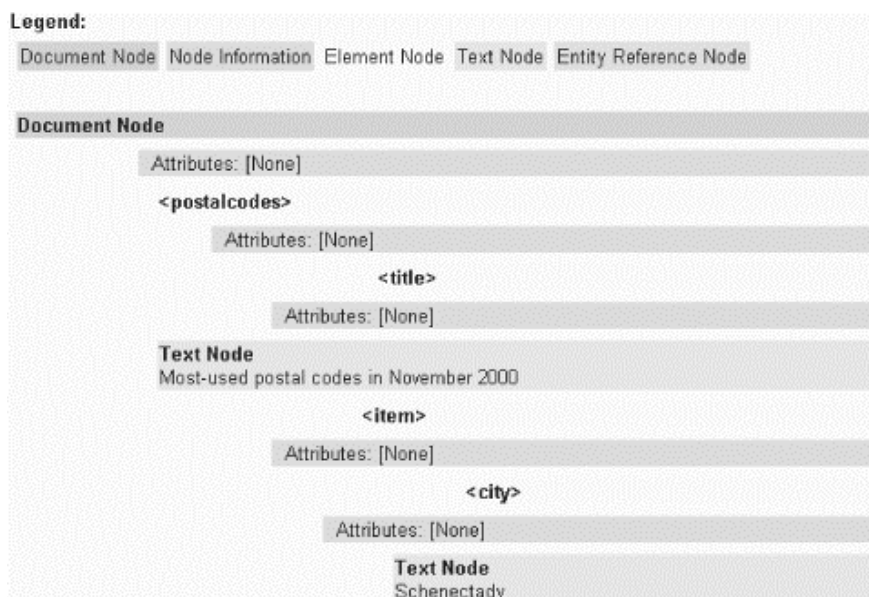 Legend:
Document Node Node Information Element Node Text Node Entity Reference Node
Document Node
Attributes: [None]
<postalcodes>
Attributes: [None]
<title>
Attributes: [None]
Text Node
Most-used postal codes in November 2000
<item>
Attributes: [None]
<city>
Attributes: [None]
Text Node
Schenectady